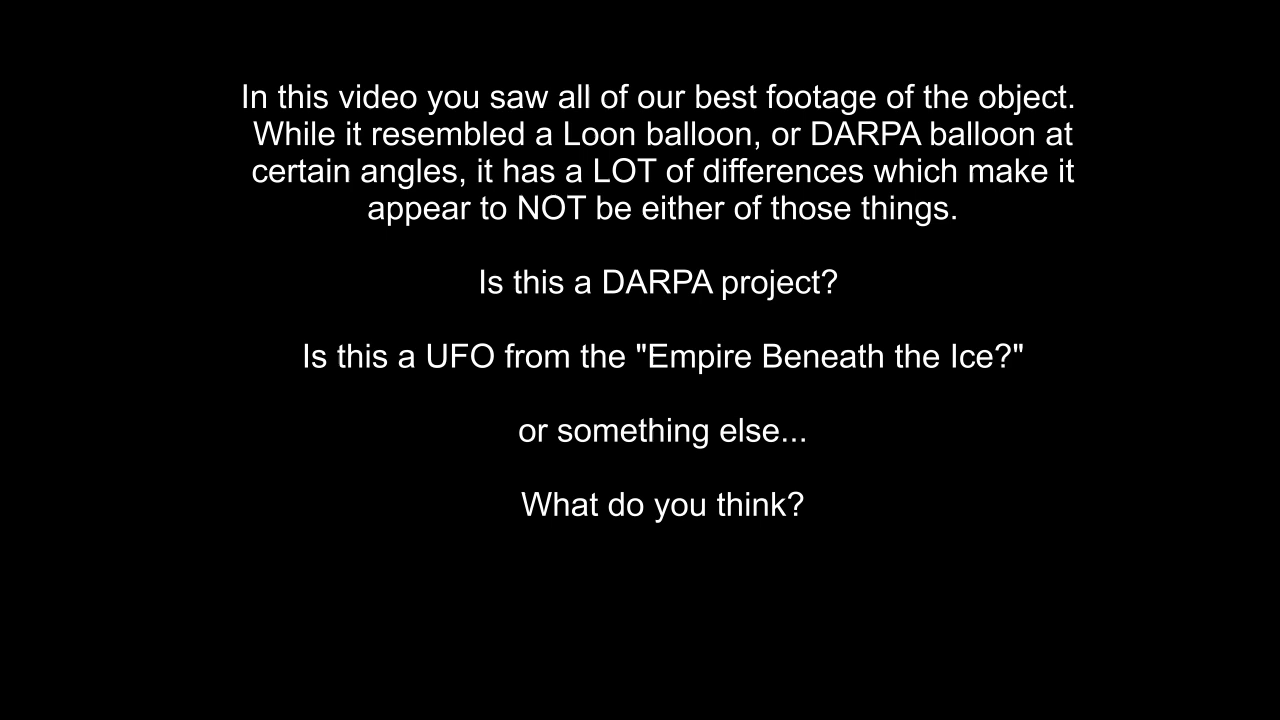 In this video you saw all of our best footage of the object.
While it resembled a Loon balloon, or DARPA balloon at
certain angles, it has a LOT of differences which make it
appear to NOT be either of those things.
Is this a DARPA project?
Is this a UFO from the "Empire Beneath the Ice?"
or something else...
What do you think?